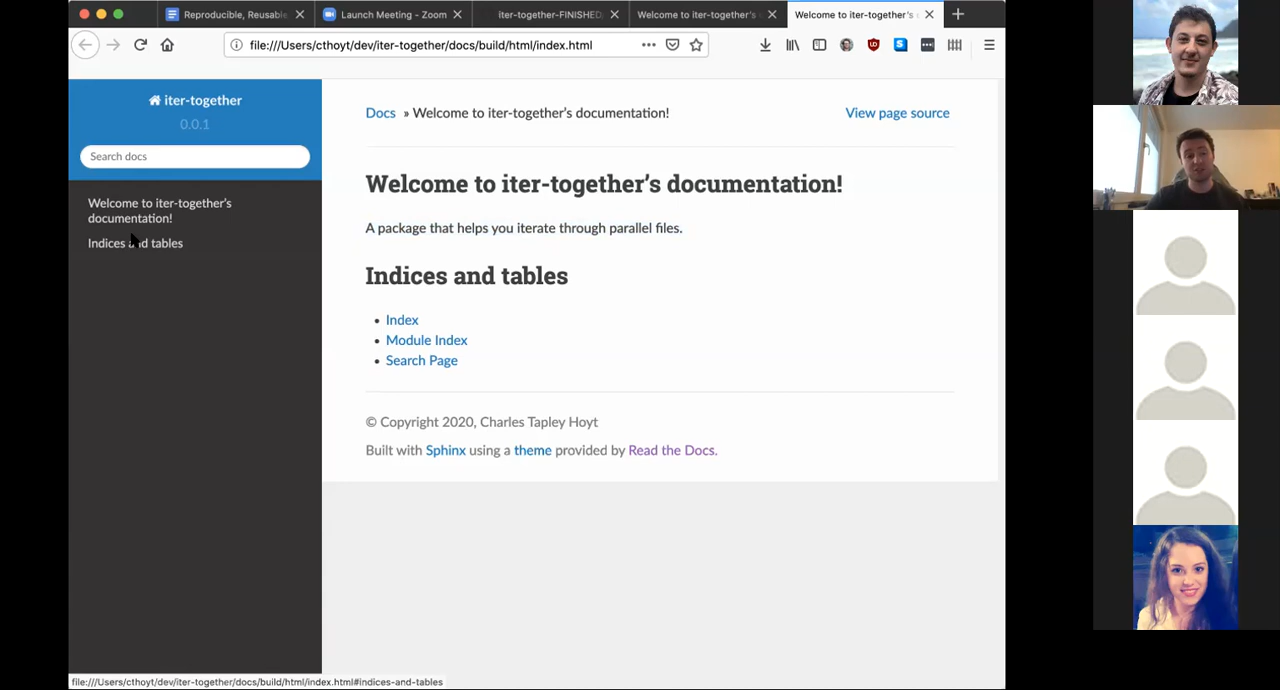 Reproducible, Reusable,
Launch Meeting - Zoom
iter-together-FINISHED
Welcome to iter-together's
Welcome to iter-together's
file:///Users/cthoyt/dev/iter-together/docs/build/html/index.html
iter-together
0.0.1
Search docs
Welcome to iter-together's
documentation!
Indices and tables
Docs » Welcome to iter-together's documentation!
View page source
Welcome to iter-together's documentation!
A package that helps you iterate through parallel files.
Indices and tables
Index
Module Index
Search Page
© Copyright 2020, Charles Tapley Hoyt
Built with Sphinx using a theme provided by Read the Docs.
file:///Users/cthoyt/dev/iter-together/docs/build/html/index.html#indices-and-tables